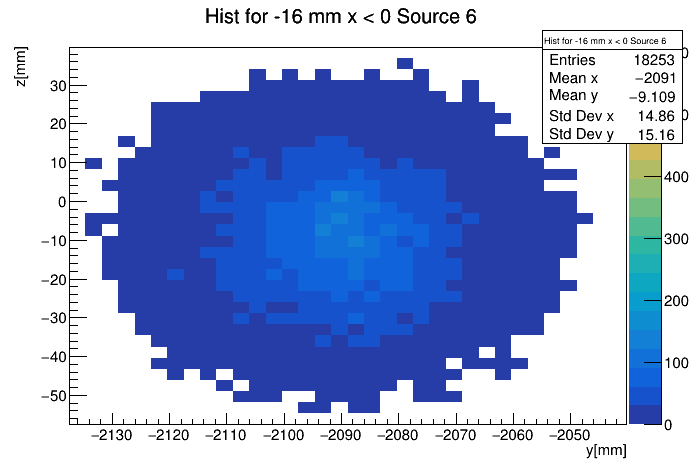 Hist for -16 mm x < 0 Source 6
z[mm]
Hist for -16 mm x < 0 Source 6
Entries 18253
Mean x −2091
Mean y −9.109
Std Dev x 14.86
Std Dev y 15.16
30
20
10
0
−10
−20
−30
−40
−50
400
300
200
100
0
−2130 −2120 −2110 −2100 −2090 −2080 −2070 −2060 −2050
y[mm]